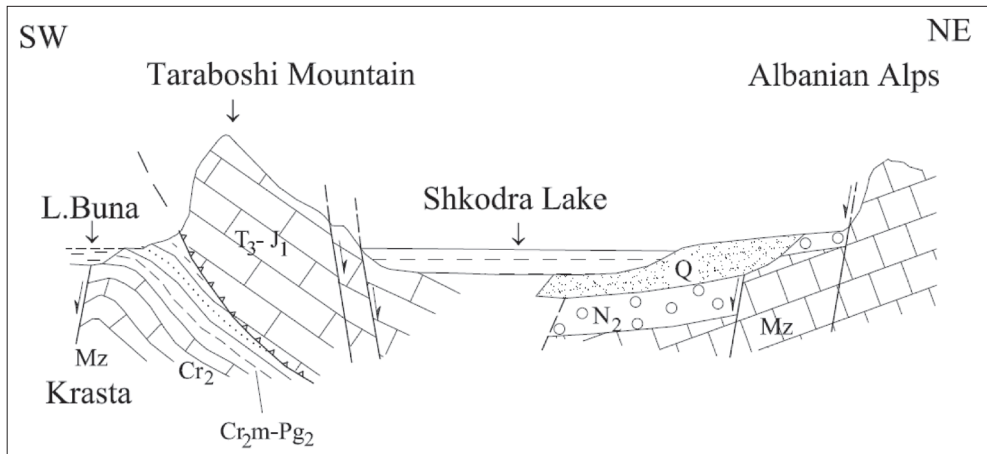 SW
NE
Taraboshi Mountain
Albanian Alps
L.Buna
Shkodra Lake
T3- J1
Q
N2
Mz
Mz
Cr2
Krasta
Cr2m-Pg2